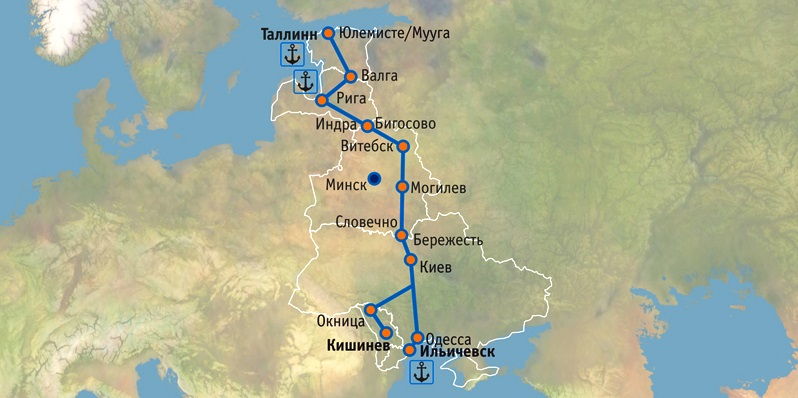 Таллинн
Юлемисте/Мууга
Валга
Рига
Индра
Бигосово
Витебск
Минск
Могилев
Словечно
Бережесть
Киев
Окница
Кишинев
Одесса
Ильичевск